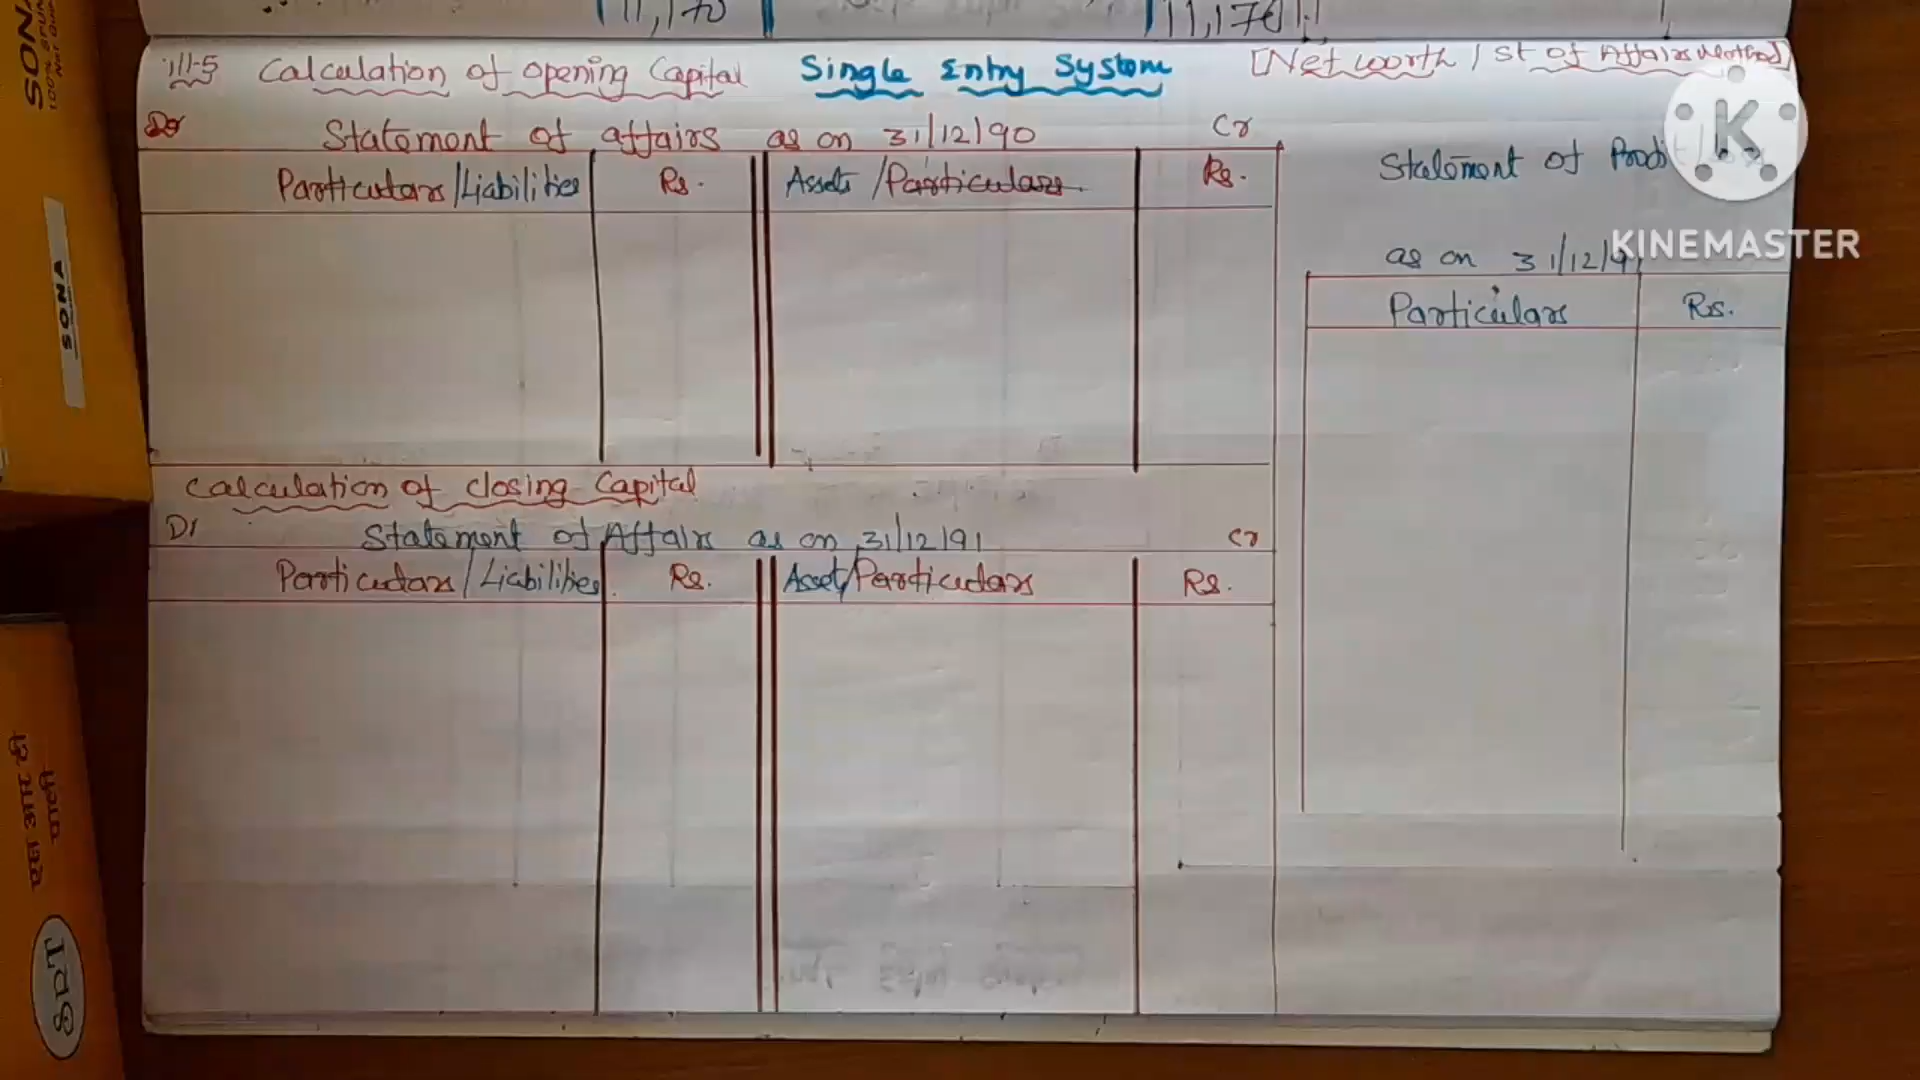 11,170 11,170
Ill-5 Calculation of opening Capital Single Entry System [Net worth / St of Affairs Method]
Dr Statement of affairs as on 31/12/90 Cr
Particulars/Liabilities Rs. Assets /Particulars Rs.
Statement of
as on 31/12/91
Particulars Rs.
Calculation of closing Capital
Dr Statement of Affairs as on 31/12/91 Cr
Particulars/Liabilities Rs. Asset/Particulars Rs.
K
KINEMASTER
SONA
SONA
एस आर टी
पाली